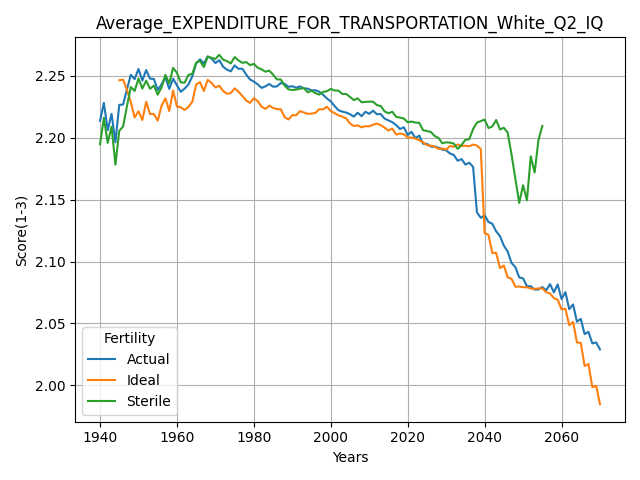 Average_EXPENDITURE_FOR_TRANSPORTATION_White_Q2_IQ
Score(1-3)
2.25
2.20
2.15
2.10
2.05
2.00
Fertility
Actual
Ideal
Sterile
1940 1960 1980 2000 2020 2040 2060
Years